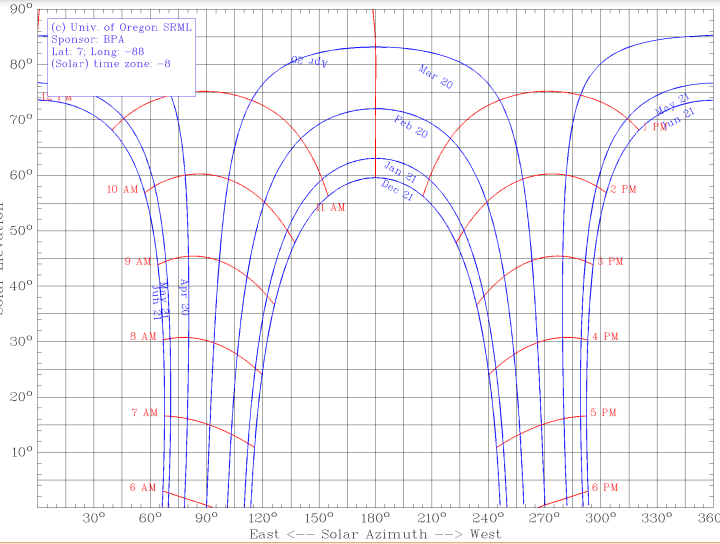 90°
(c) Univ. of Oregon SRML
Sponsor: BPA
Lat: 7; Long: -88
(Solar) time zone: -8
80°
Apr 20
Mar 20
70°
May 21
Jun 21
1 PM
Feb 20
60°
Jan 21
Dec 21
10 AM
2 PM
11 AM
50°
9 AM
3 PM
40°
May 21
Jun 21
Apr 20
30°
8 AM
4 PM
20°
7 AM
5 PM
10°
6 AM
6 PM
30°
60°
90°
120°
150°
180°
210°
240°
270°
300°
330°
360
East <-- Solar Azimuth --> West